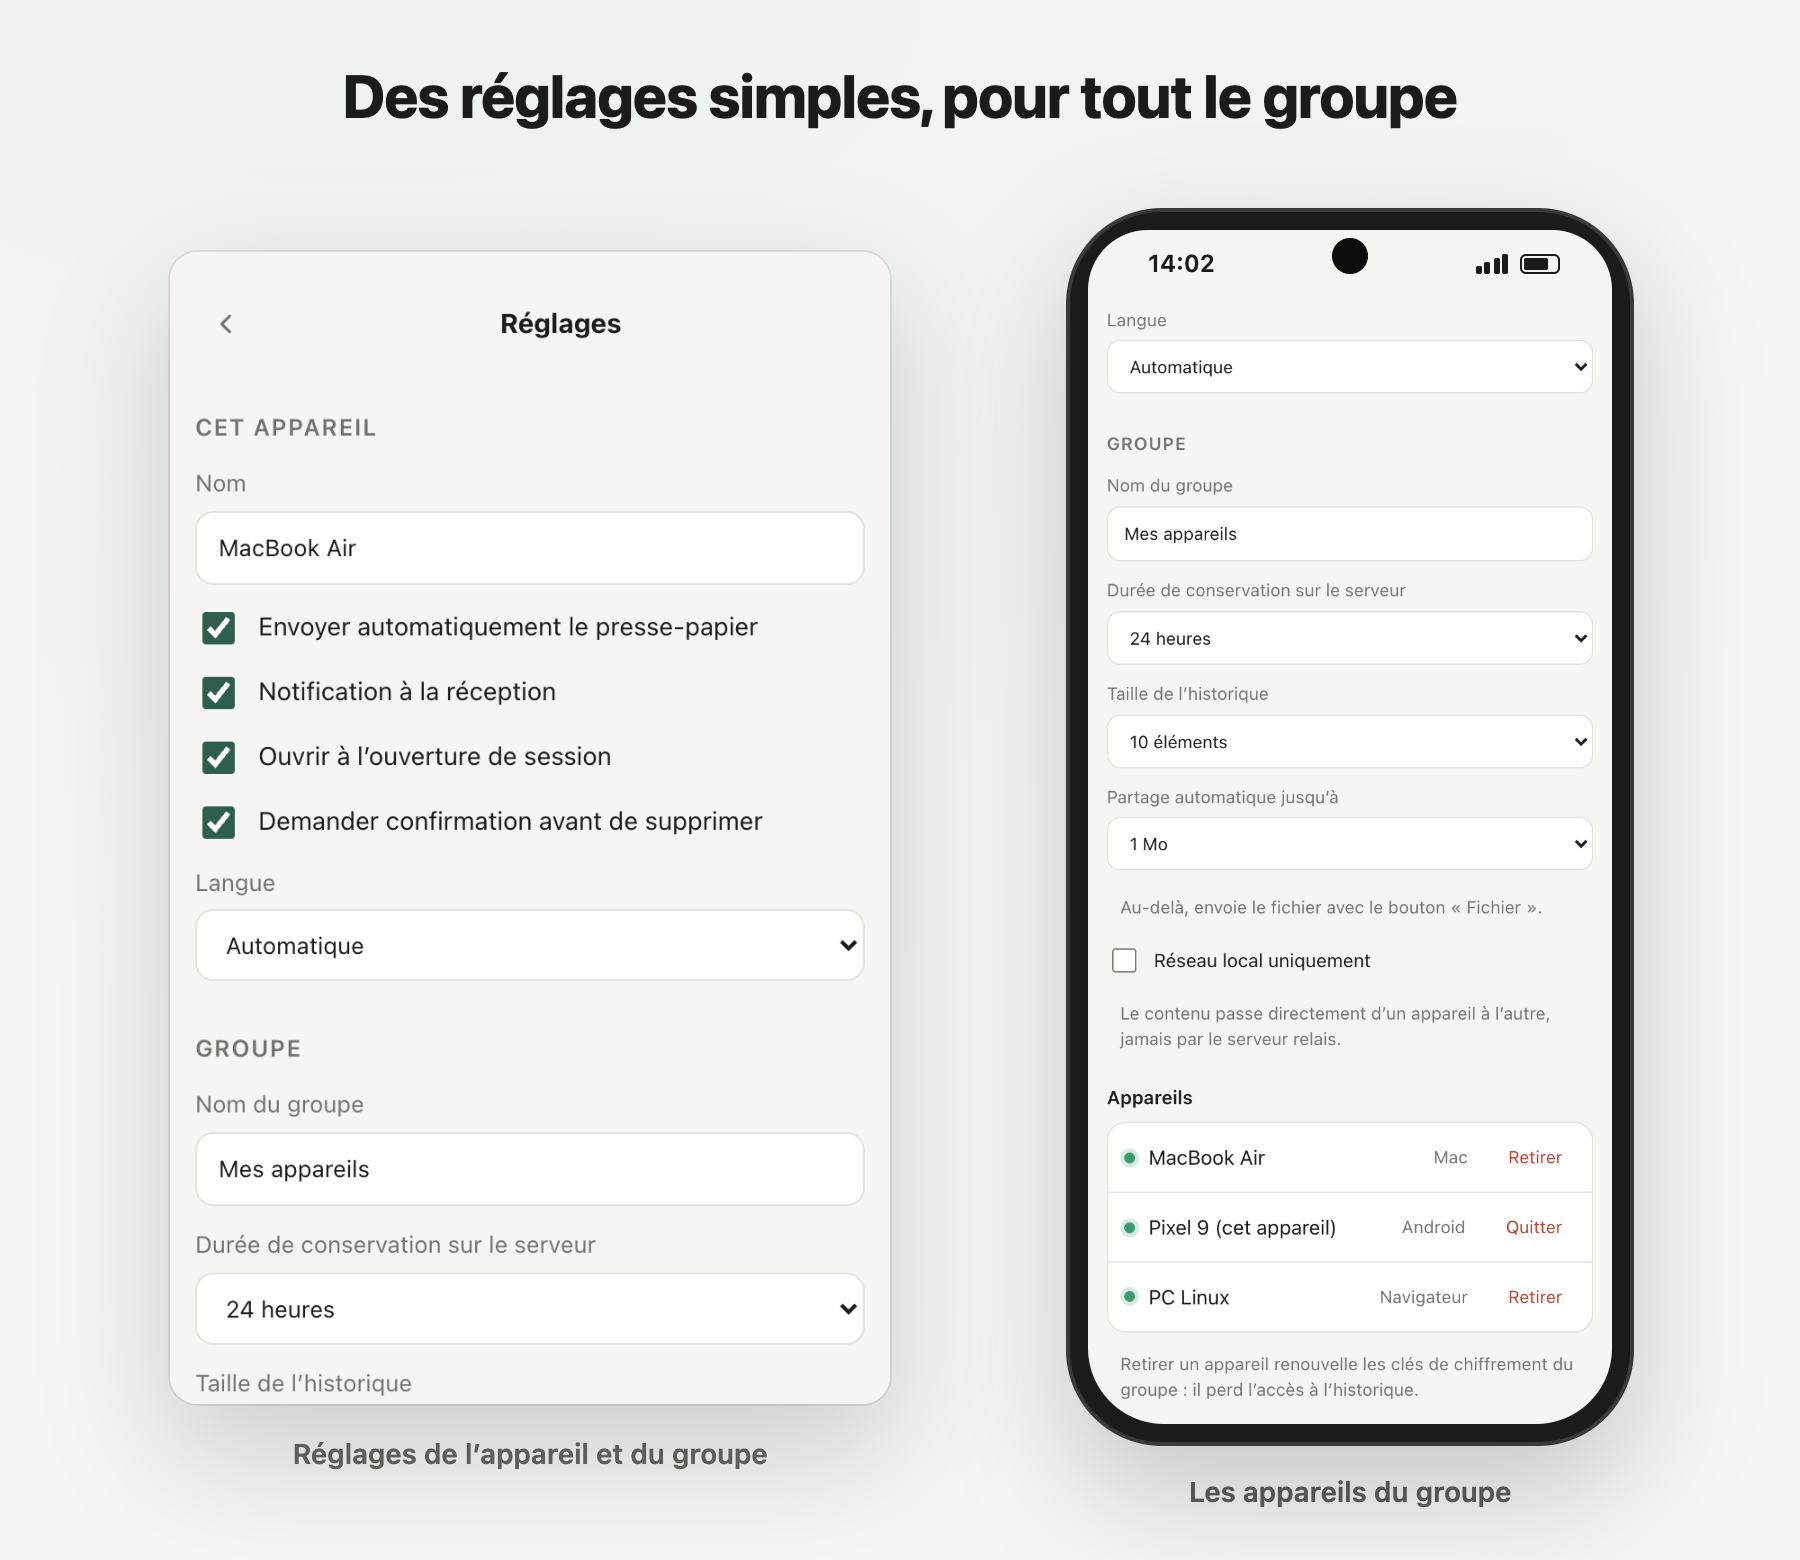 Des réglages simples, pour tout le groupe
Réglages
CET APPAREIL
Nom
MacBook Air
Envoyer automatiquement le presse-papier
Notification à la réception
Ouvrir à l’ouverture de session
Demander confirmation avant de supprimer
Langue
Automatique
GROUPE
Nom du groupe
Mes appareils
Durée de conservation sur le serveur
24 heures
Taille de l’historique
Réglages de l’appareil et du groupe
14:02
Langue
Automatique
GROUPE
Nom du groupe
Mes appareils
Durée de conservation sur le serveur
24 heures
Taille de l’historique
10 éléments
Partage automatique jusqu’à
1 Mo
Au-delà, envoie le fichier avec le bouton « Fichier ».
Réseau local uniquement
Le contenu passe directement d’un appareil à l’autre,
jamais par le serveur relais.
Appareils
MacBook Air Mac Retirer
Pixel 9 (cet appareil) Android Quitter
PC Linux Navigateur Retirer
Retirer un appareil renouvelle les clés de chiffrement du
groupe : il perd l’accès à l’historique.
Les appareils du groupe